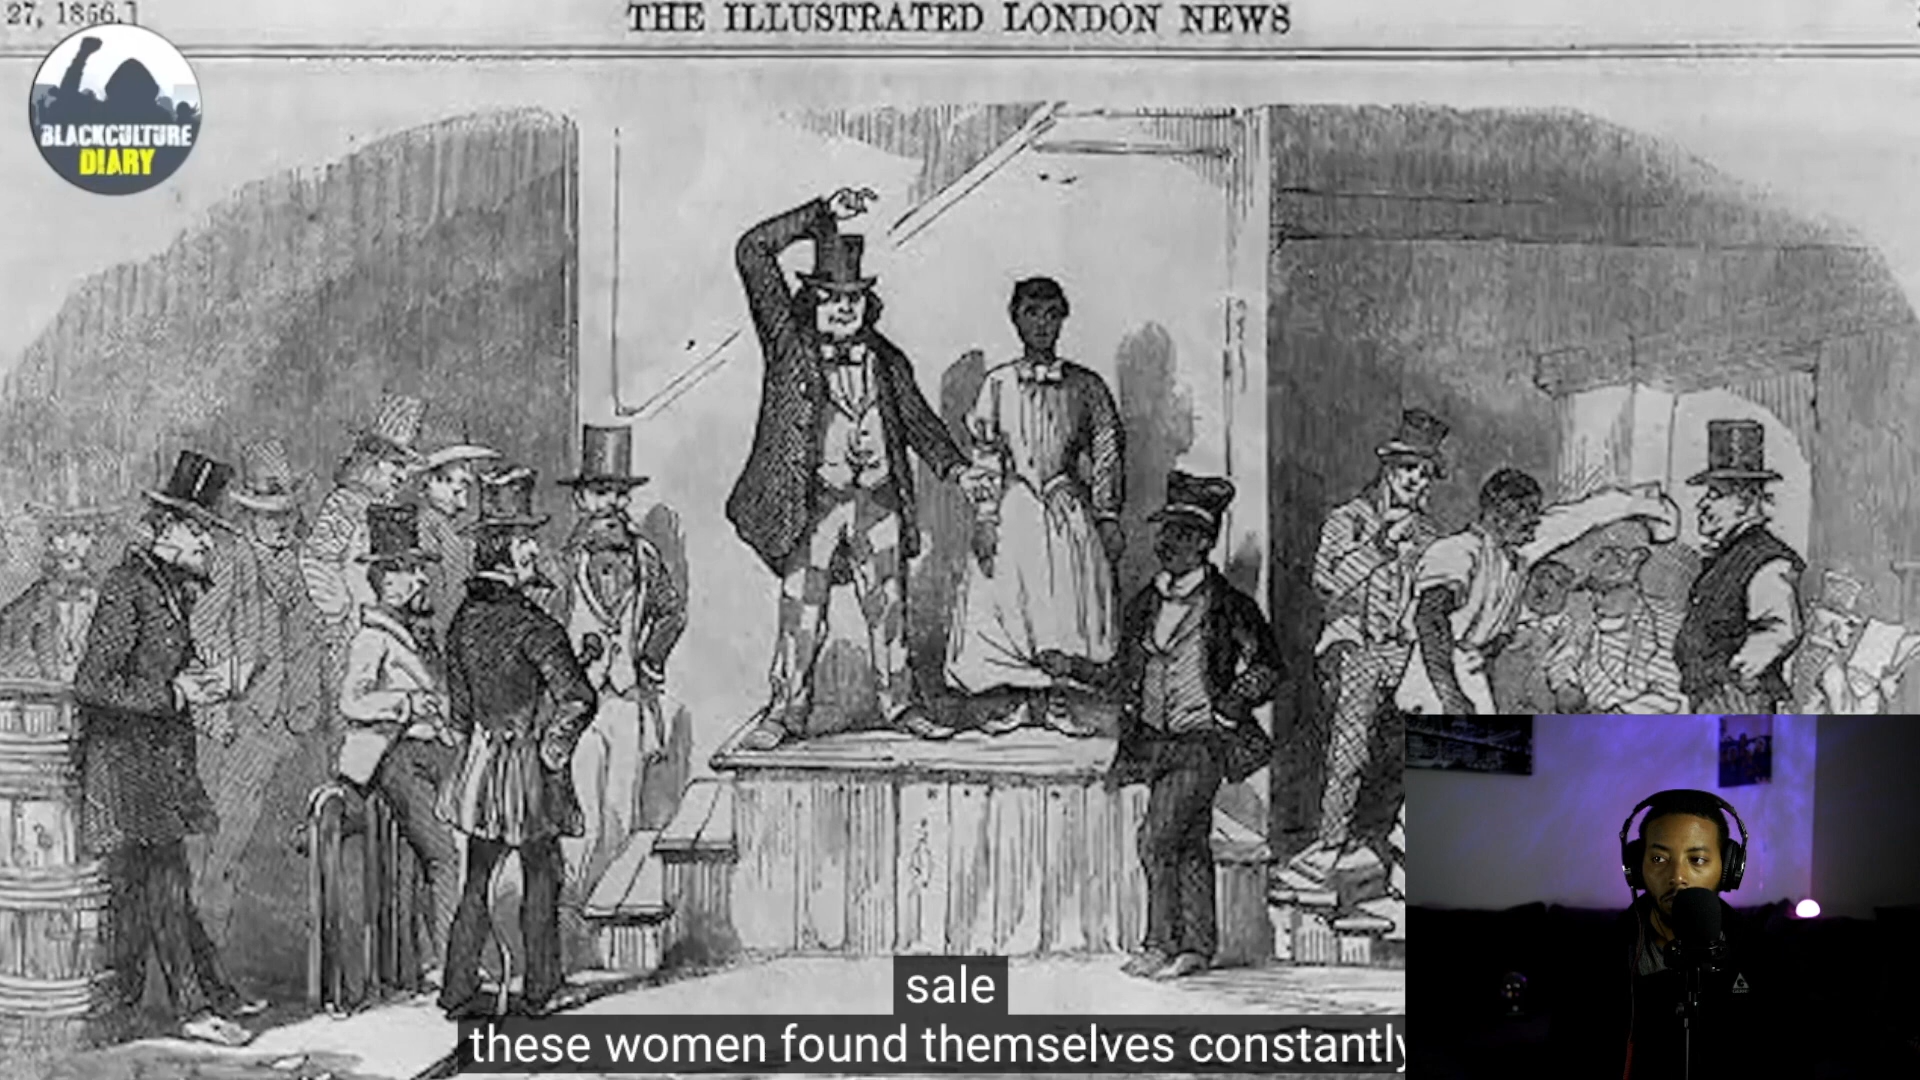 27, 1856.]
THE ILLUSTRATED LONDON NEWS
BLACKCULTURE
DIARY
sale
these women found themselves constantly